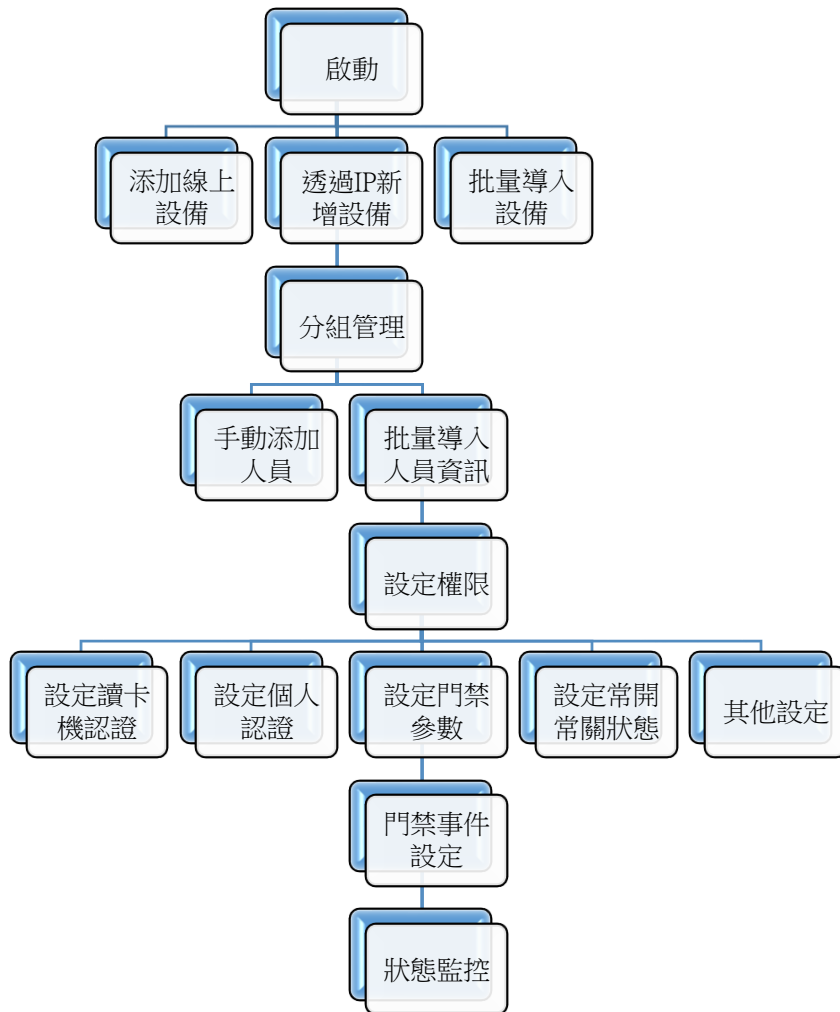 啟動
添加線上
設備
透過IP新
增設備
批量導入
設備
分組管理
手動添加
人員
批量導入
人員資訊
設定權限
設定讀卡
機認證
設定個人
認證
設定門禁
參數
設定常開
常關狀態
其他設定
門禁事件
設定
狀態監控